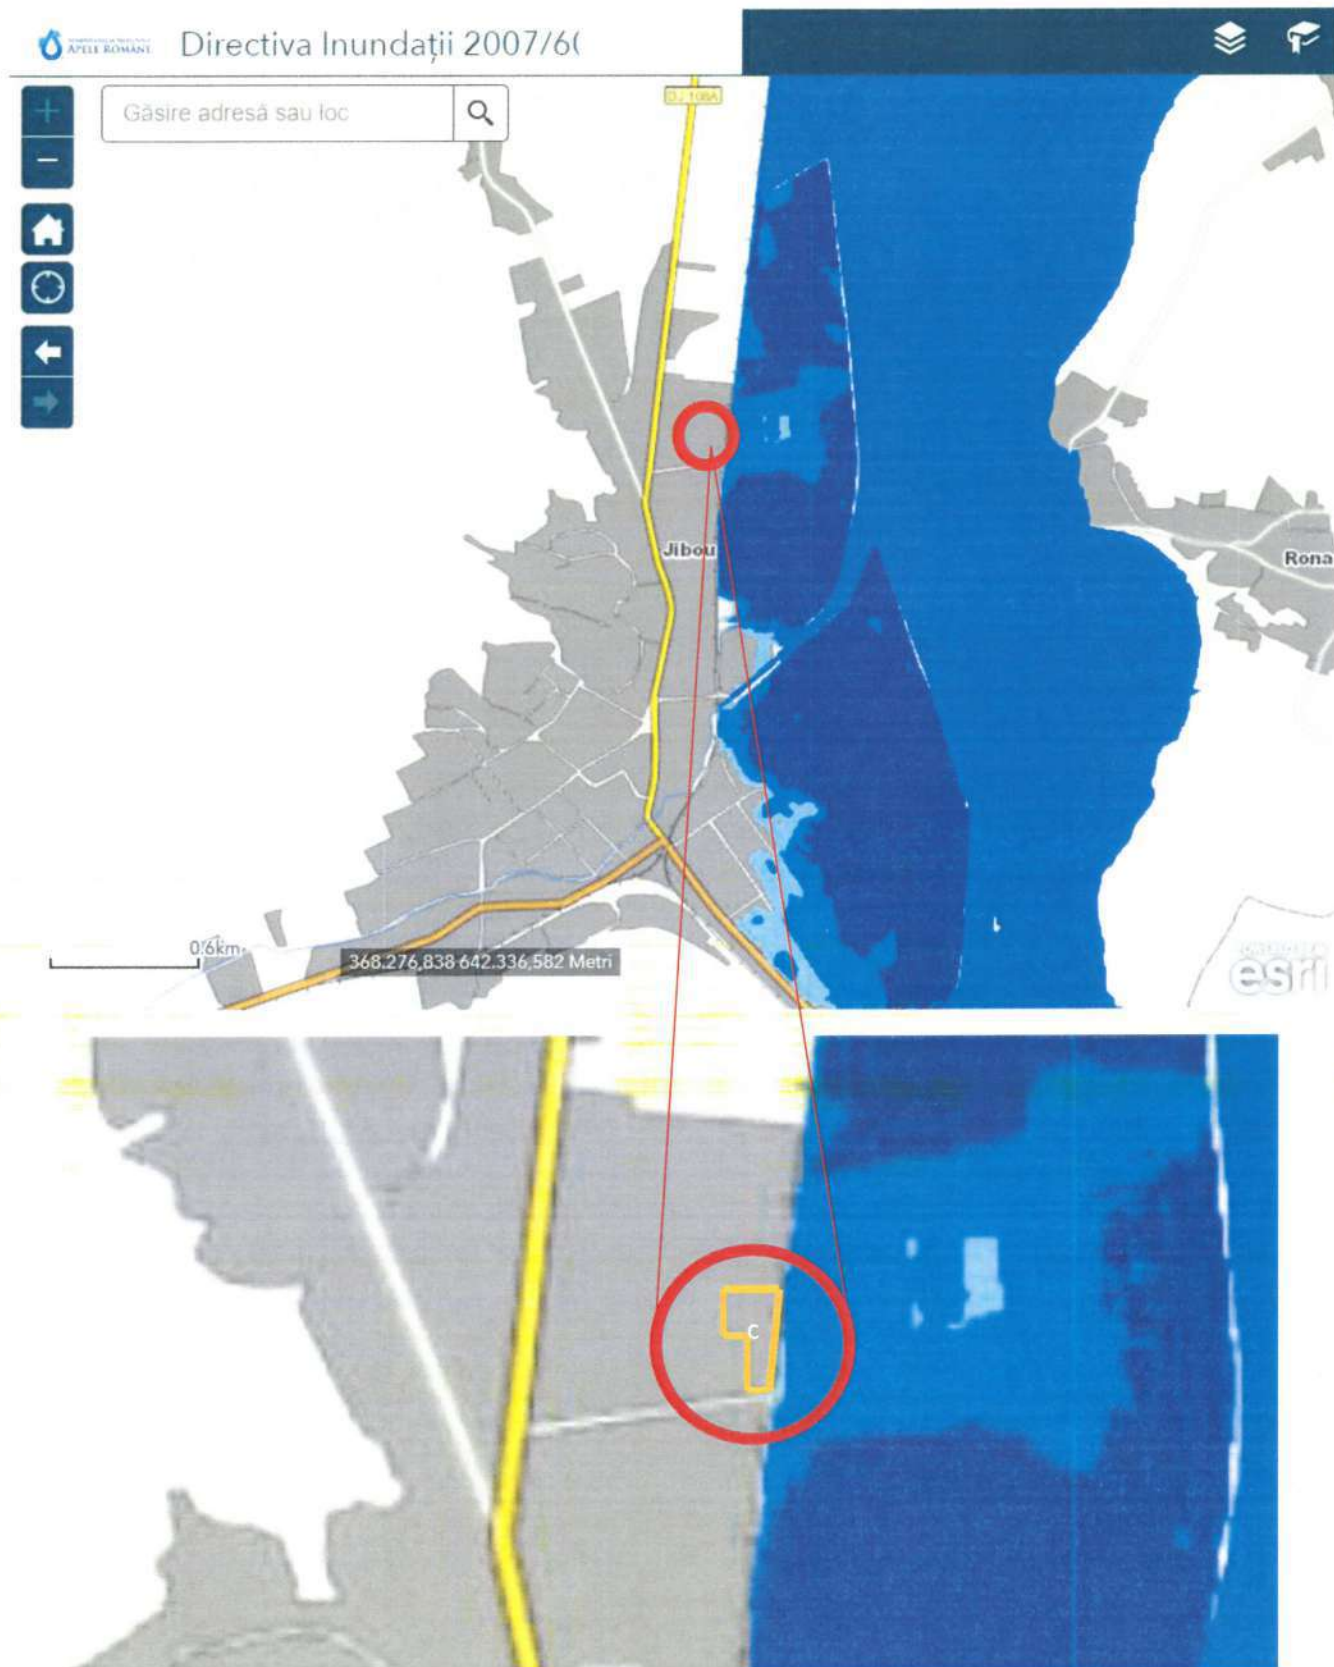 APELE ROMÂNE
Directiva Inundații 2007/6(
Găsire adresă sau loc
DJ 108A
Jibou
Rona
0,6km
368.276,838 642.336,582 Metri
esri
C